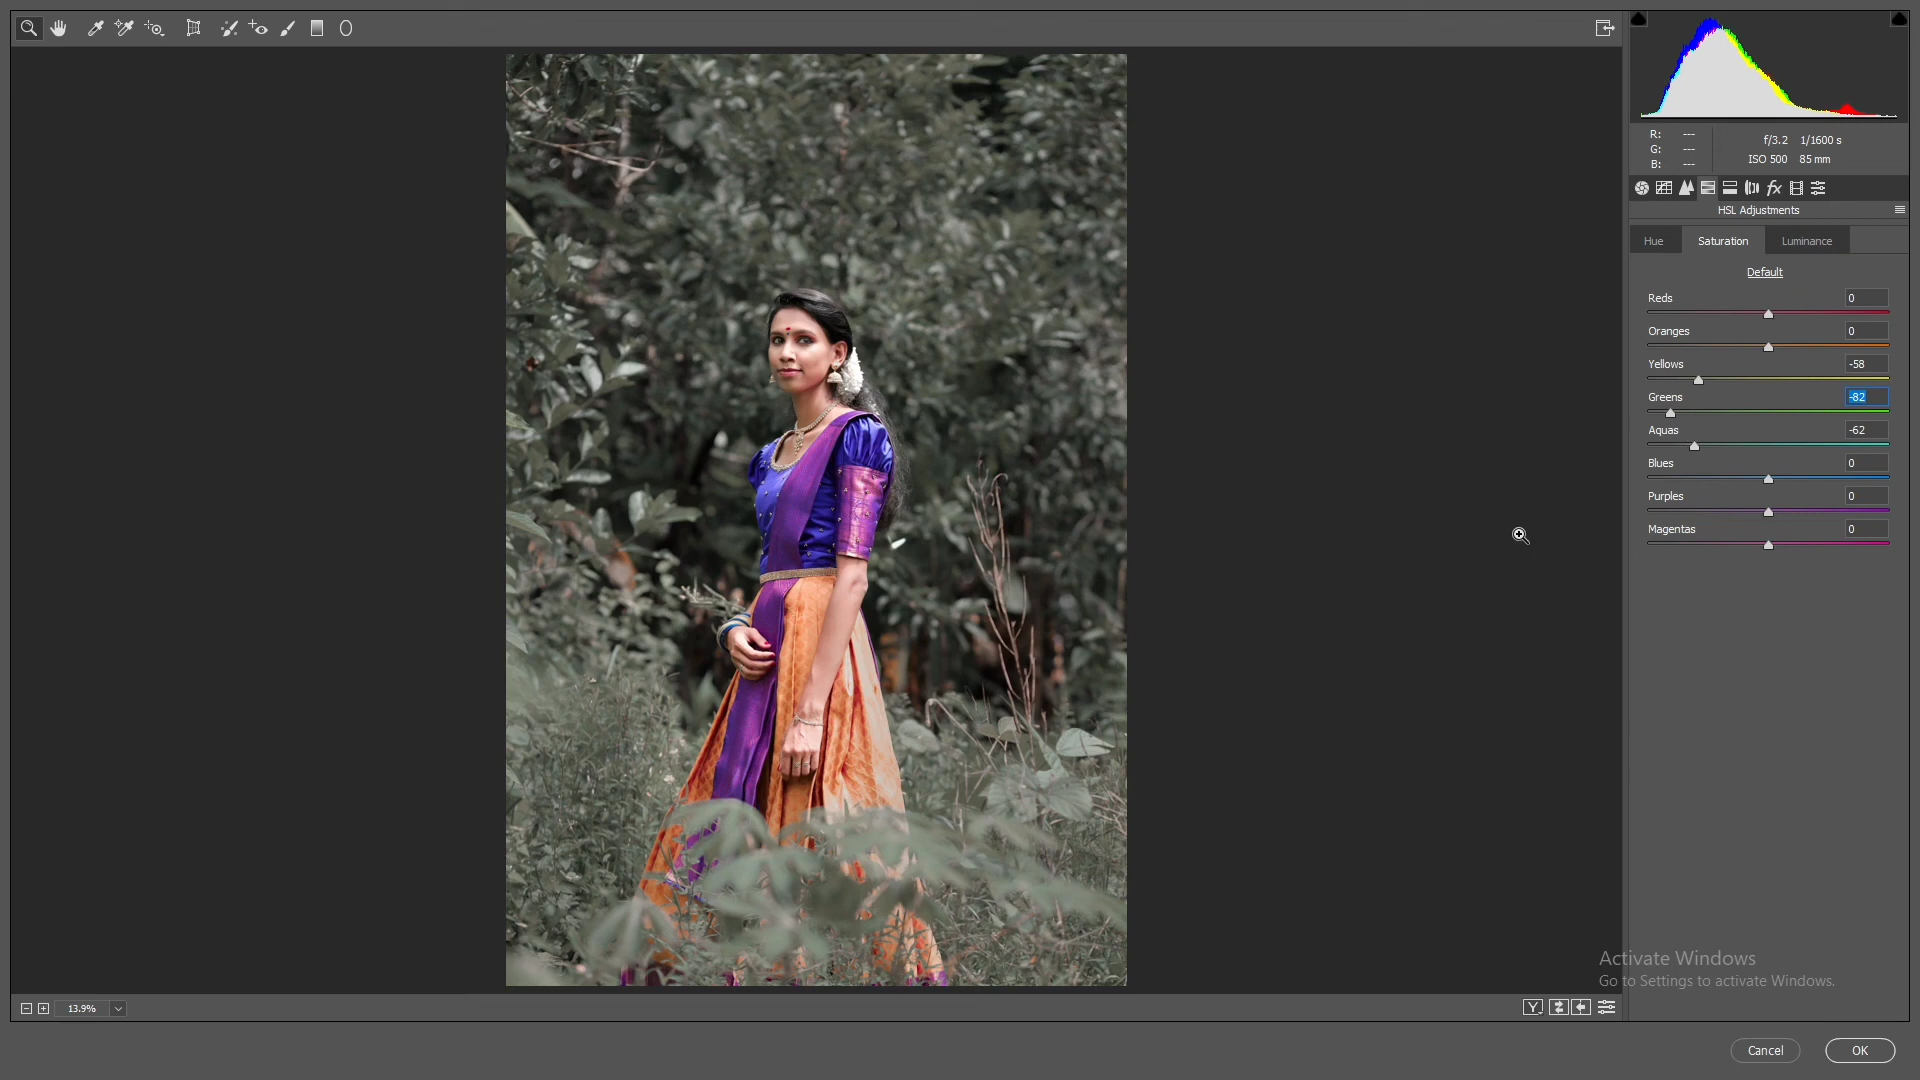 R: ---
G: ---
B: ---
f/3.2 1/1600 s
ISO 500 85 mm
fx
HSL Adjustments
Hue Saturation Luminance
Default
Reds 0
Oranges 0
Yellows -58
Greens -82
Aquas -62
Blues 0
Purples 0
Magentas 0
Activate Windows
Go to Settings to activate Windows.
13.9%
Y
Cancel OK